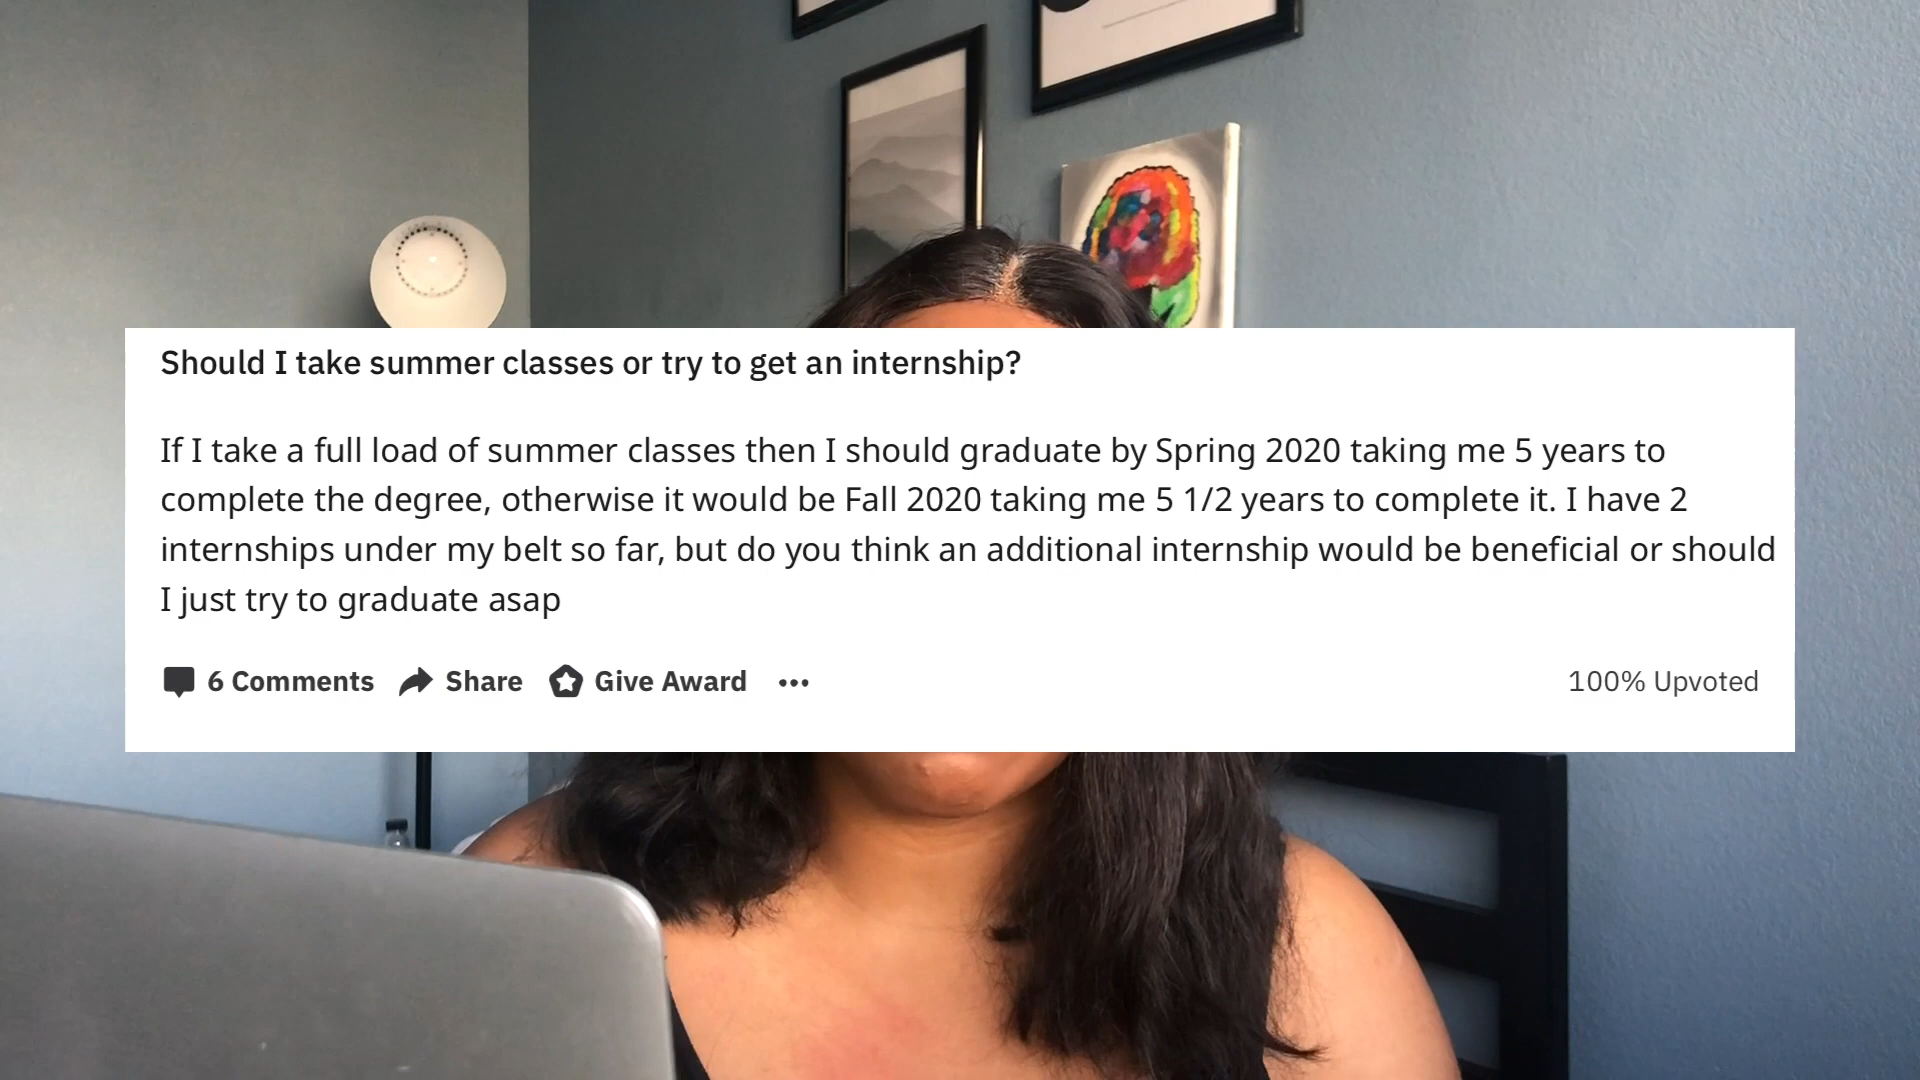 Should I take summer classes or try to get an internship?
If I take a full load of summer classes then I should graduate by Spring 2020 taking me 5 years to
complete the degree, otherwise it would be Fall 2020 taking me 5 1/2 years to complete it. I have 2
internships under my belt so far, but do you think an additional internship would be beneficial or should
I just try to graduate asap
6 Comments Share Give Award ••• 100% Upvoted